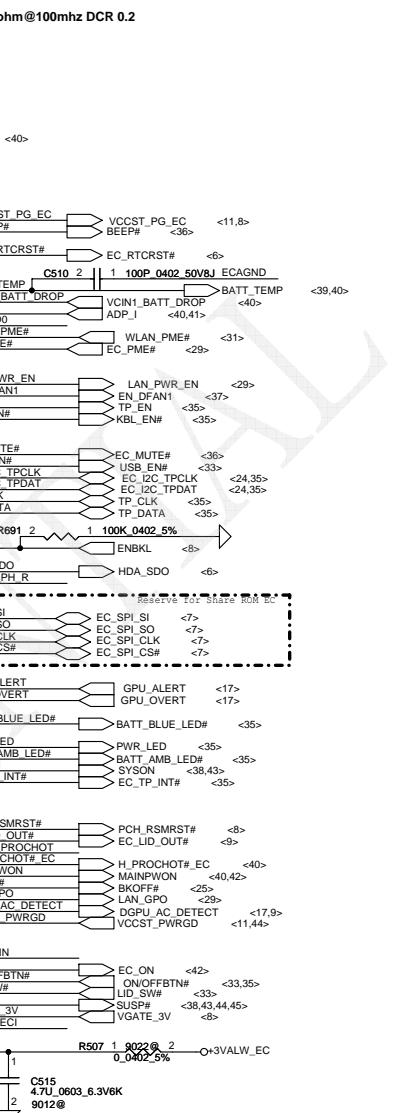 ohm@100mhz DCR 0.2
<40>
ST_PG_EC VCCST_PG_EC <11,8>
P# BEEP# <36>
RTCRST# EC_RTCRST# <6>
C510 2 1 100P_0402_50V8J ECAGND
TEMP BATT_TEMP <39,40>
BATT_DROP VCIN1_BATT_DROP <40>
ADP_I <40,41>
PME# WLAN_PME# <31>
E# EC_PME# <29>
WR_EN LAN_PWR_EN <29>
AN1 EN_DFAN1 <37>
TP_EN <35>
N# KBL_EN# <35>
TE# EC_MUTE# <36>
N# USB_EN# <33>
TPCLK EC_I2C_TPCLK <24,35>
TPDAT EC_I2C_TPDAT <24,35>
K TP_CLK <35>
TA TP_DATA <35>
R691 2 1 100K_0402_5%
ENBKL <8>
DO HDA_SDO <6>
PH_R
Reserve for Share ROM EC
SI EC_SPI_SI <7>
SO EC_SPI_SO <7>
CLK EC_SPI_CLK <7>
CS# EC_SPI_CS# <7>
ALERT GPU_ALERT <17>
OVERT GPU_OVERT <17>
BLUE_LED# BATT_BLUE_LED# <35>
ED PWR_LED <35>
AMB_LED# BATT_AMB_LED# <35>
SYSON <38,43>
INT# EC_TP_INT# <35>
SMRST# PCH_RSMRST# <8>
OUT# EC_LID_OUT# <9>
PROCHOT
CHOT#_EC H_PROCHOT#_EC <40>
WON MAINPWON <40,42>
# BKOFF# <25>
PO LAN_GPO <29>
AC_DETECT DGPU_AC_DETECT <17,9>
PWRGD VCCST_PWRGD <11,44>
IN
EC_ON <42>
FBTN# ON/OFFBTN# <33,35>
W# LID_SW# <33>
SUSP# <38,43,44,45>
3V VGATE_3V <8>
ECI
R507 1 9022@ 2 +3VALW_EC
0_0402_5%
1
C515
4.7U_0603_6.3V6K
2 9012@